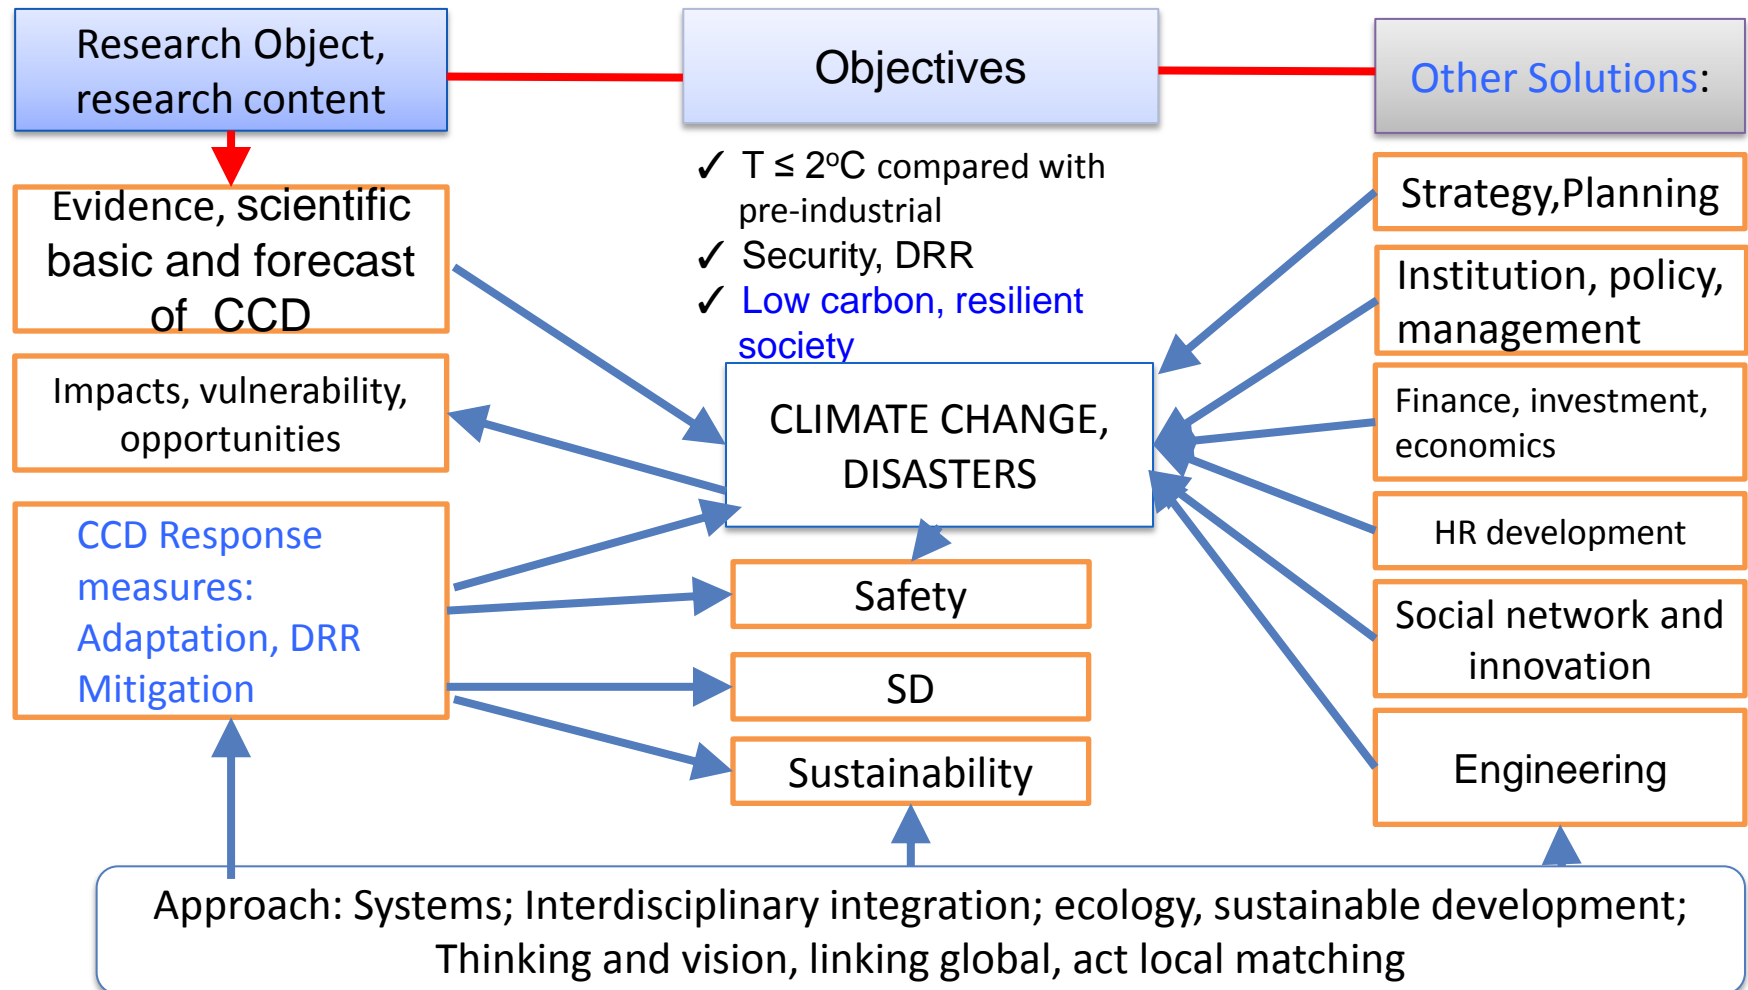 Research Object,
research content
Objectives
Other Solutions:
Evidence, scientific
basic and forecast
of CCD
Impacts, vulnerability,
opportunities
CCD Response
measures:
Adaptation, DRR
Mitigation
✓ T ≤ 2°C compared with
pre-industrial
✓ Security, DRR
✓ Low carbon, resilient
society
CLIMATE CHANGE,
DISASTERS
Safety
SD
Sustainability
Strategy,Planning
Institution, policy,
management
Finance, investment,
economics
HR development
Social network and
innovation
Engineering
Approach: Systems; Interdisciplinary integration; ecology, sustainable development;
Thinking and vision, linking global, act local matching